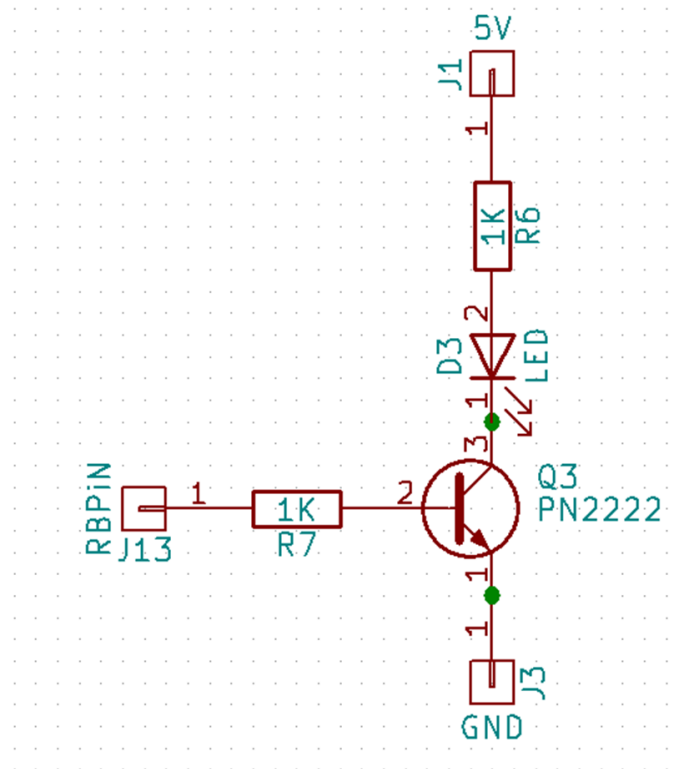 5V
J1
1
1K
R6
2
D3
LED
1
3
Q3
PN2222
RBPiN
J13
1
1K
R7
2
1
1
J3
GND